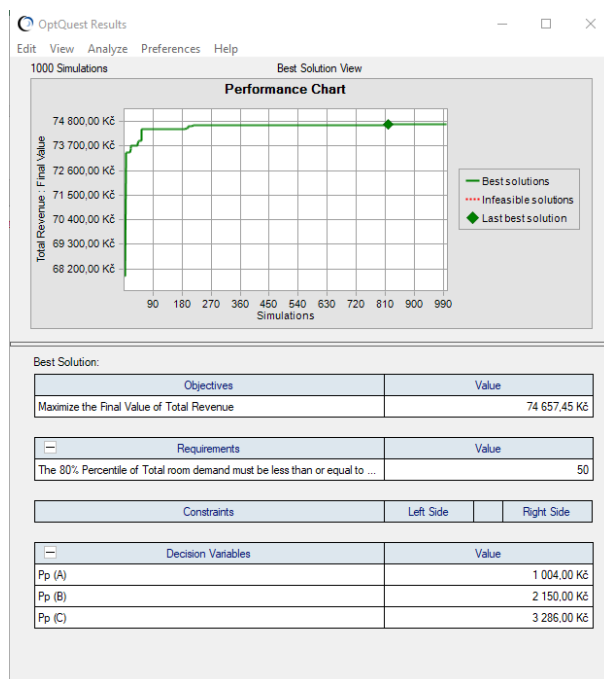 OptQuest Results
Edit View Analyze Preferences Help
1000 Simulations Best Solution View
Performance Chart
74 800,00 Kč
73 700,00 Kč
72 600,00 Kč
71 500,00 Kč
70 400,00 Kč
69 300,00 Kč
68 200,00 Kč
Total Revenue : Final Value
90 180 270 360 450 540 630 720 810 900 990
Simulations
Best solutions
Infeasible solutions
Last best solution
Best Solution:
Objectives Value
Maximize the Final Value of Total Revenue 74 657,45 Kč
Requirements Value
The 80% Percentile of Total room demand must be less than or equal to ... 50
Constraints Left Side Right Side
Decision Variables Value
Pp (A) 1 004,00 Kč
Pp (B) 2 150,00 Kč
Pp (C) 3 286,00 Kč